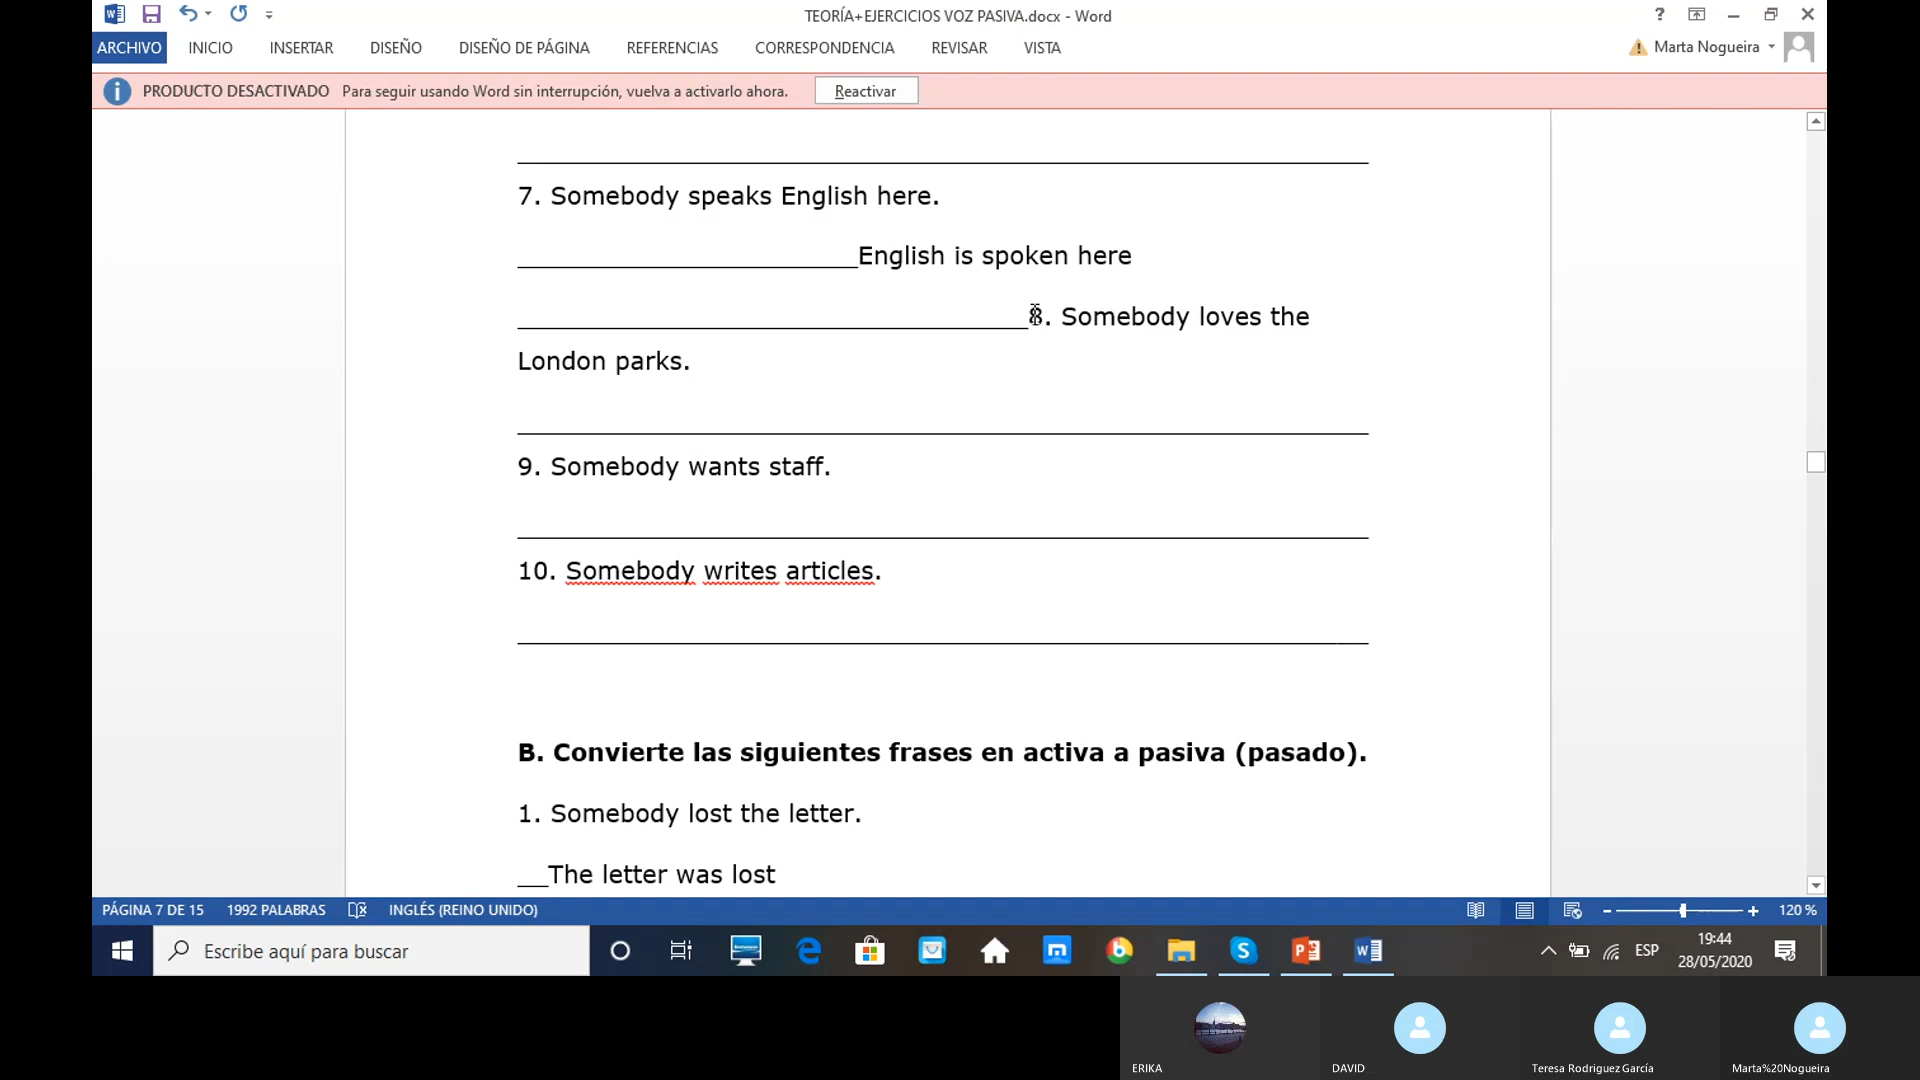 TEORÍA+EJERCICIOS VOZ PASIVA.docx - Word
?
ARCHIVO INICIO INSERTAR DISEÑO DISEÑO DE PÁGINA REFERENCIAS CORRESPONDENCIA REVISAR VISTA Marta Nogueira
PRODUCTO DESACTIVADO Para seguir usando Word sin interrupción, vuelva a activarlo ahora. Reactivar
7. Somebody speaks English here.
English is spoken here
8. Somebody loves the
London parks.
9. Somebody wants staff.
10. Somebody writes articles.
B. Convierte las siguientes frases en activa a pasiva (pasado).
1. Somebody lost the letter.
__The letter was lost
PÁGINA 7 DE 15 1992 PALABRAS INGLÉS (REINO UNIDO) 120 %
Escribe aquí para buscar ESP 19:44
28/05/2020
ERIKA DAVID Teresa Rodriguez García Marta%20Nogueira